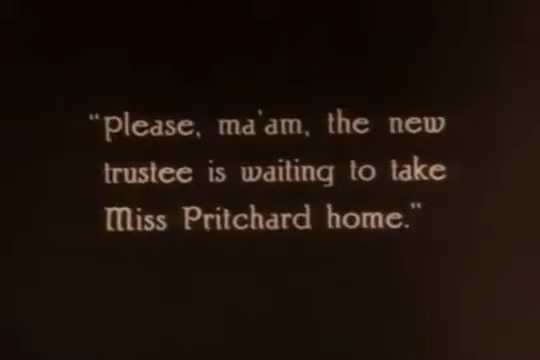 "Please, ma'am, the new
trustee is waiting to take
Miss Pritchard home."